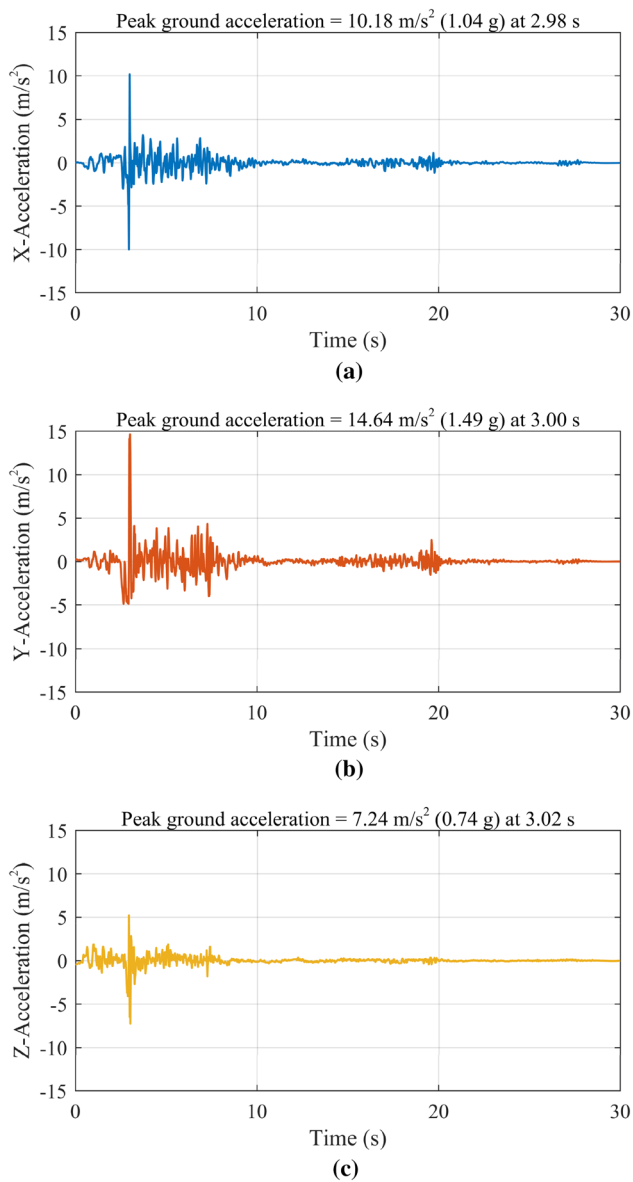 Peak ground acceleration = 10.18 m/s² (1.04 g) at 2.98 s
15
10
5
0
-5
-10
-15
X-Acceleration (m/s²)
0 10 20 30
Time (s)
(a)
Peak ground acceleration = 14.64 m/s² (1.49 g) at 3.00 s
15
10
5
0
-5
-10
-15
Y-Acceleration (m/s²)
0 10 20 30
Time (s)
(b)
Peak ground acceleration = 7.24 m/s² (0.74 g) at 3.02 s
15
10
5
0
-5
-10
-15
Z-Acceleration (m/s²)
0 10 20 30
Time (s)
(c)